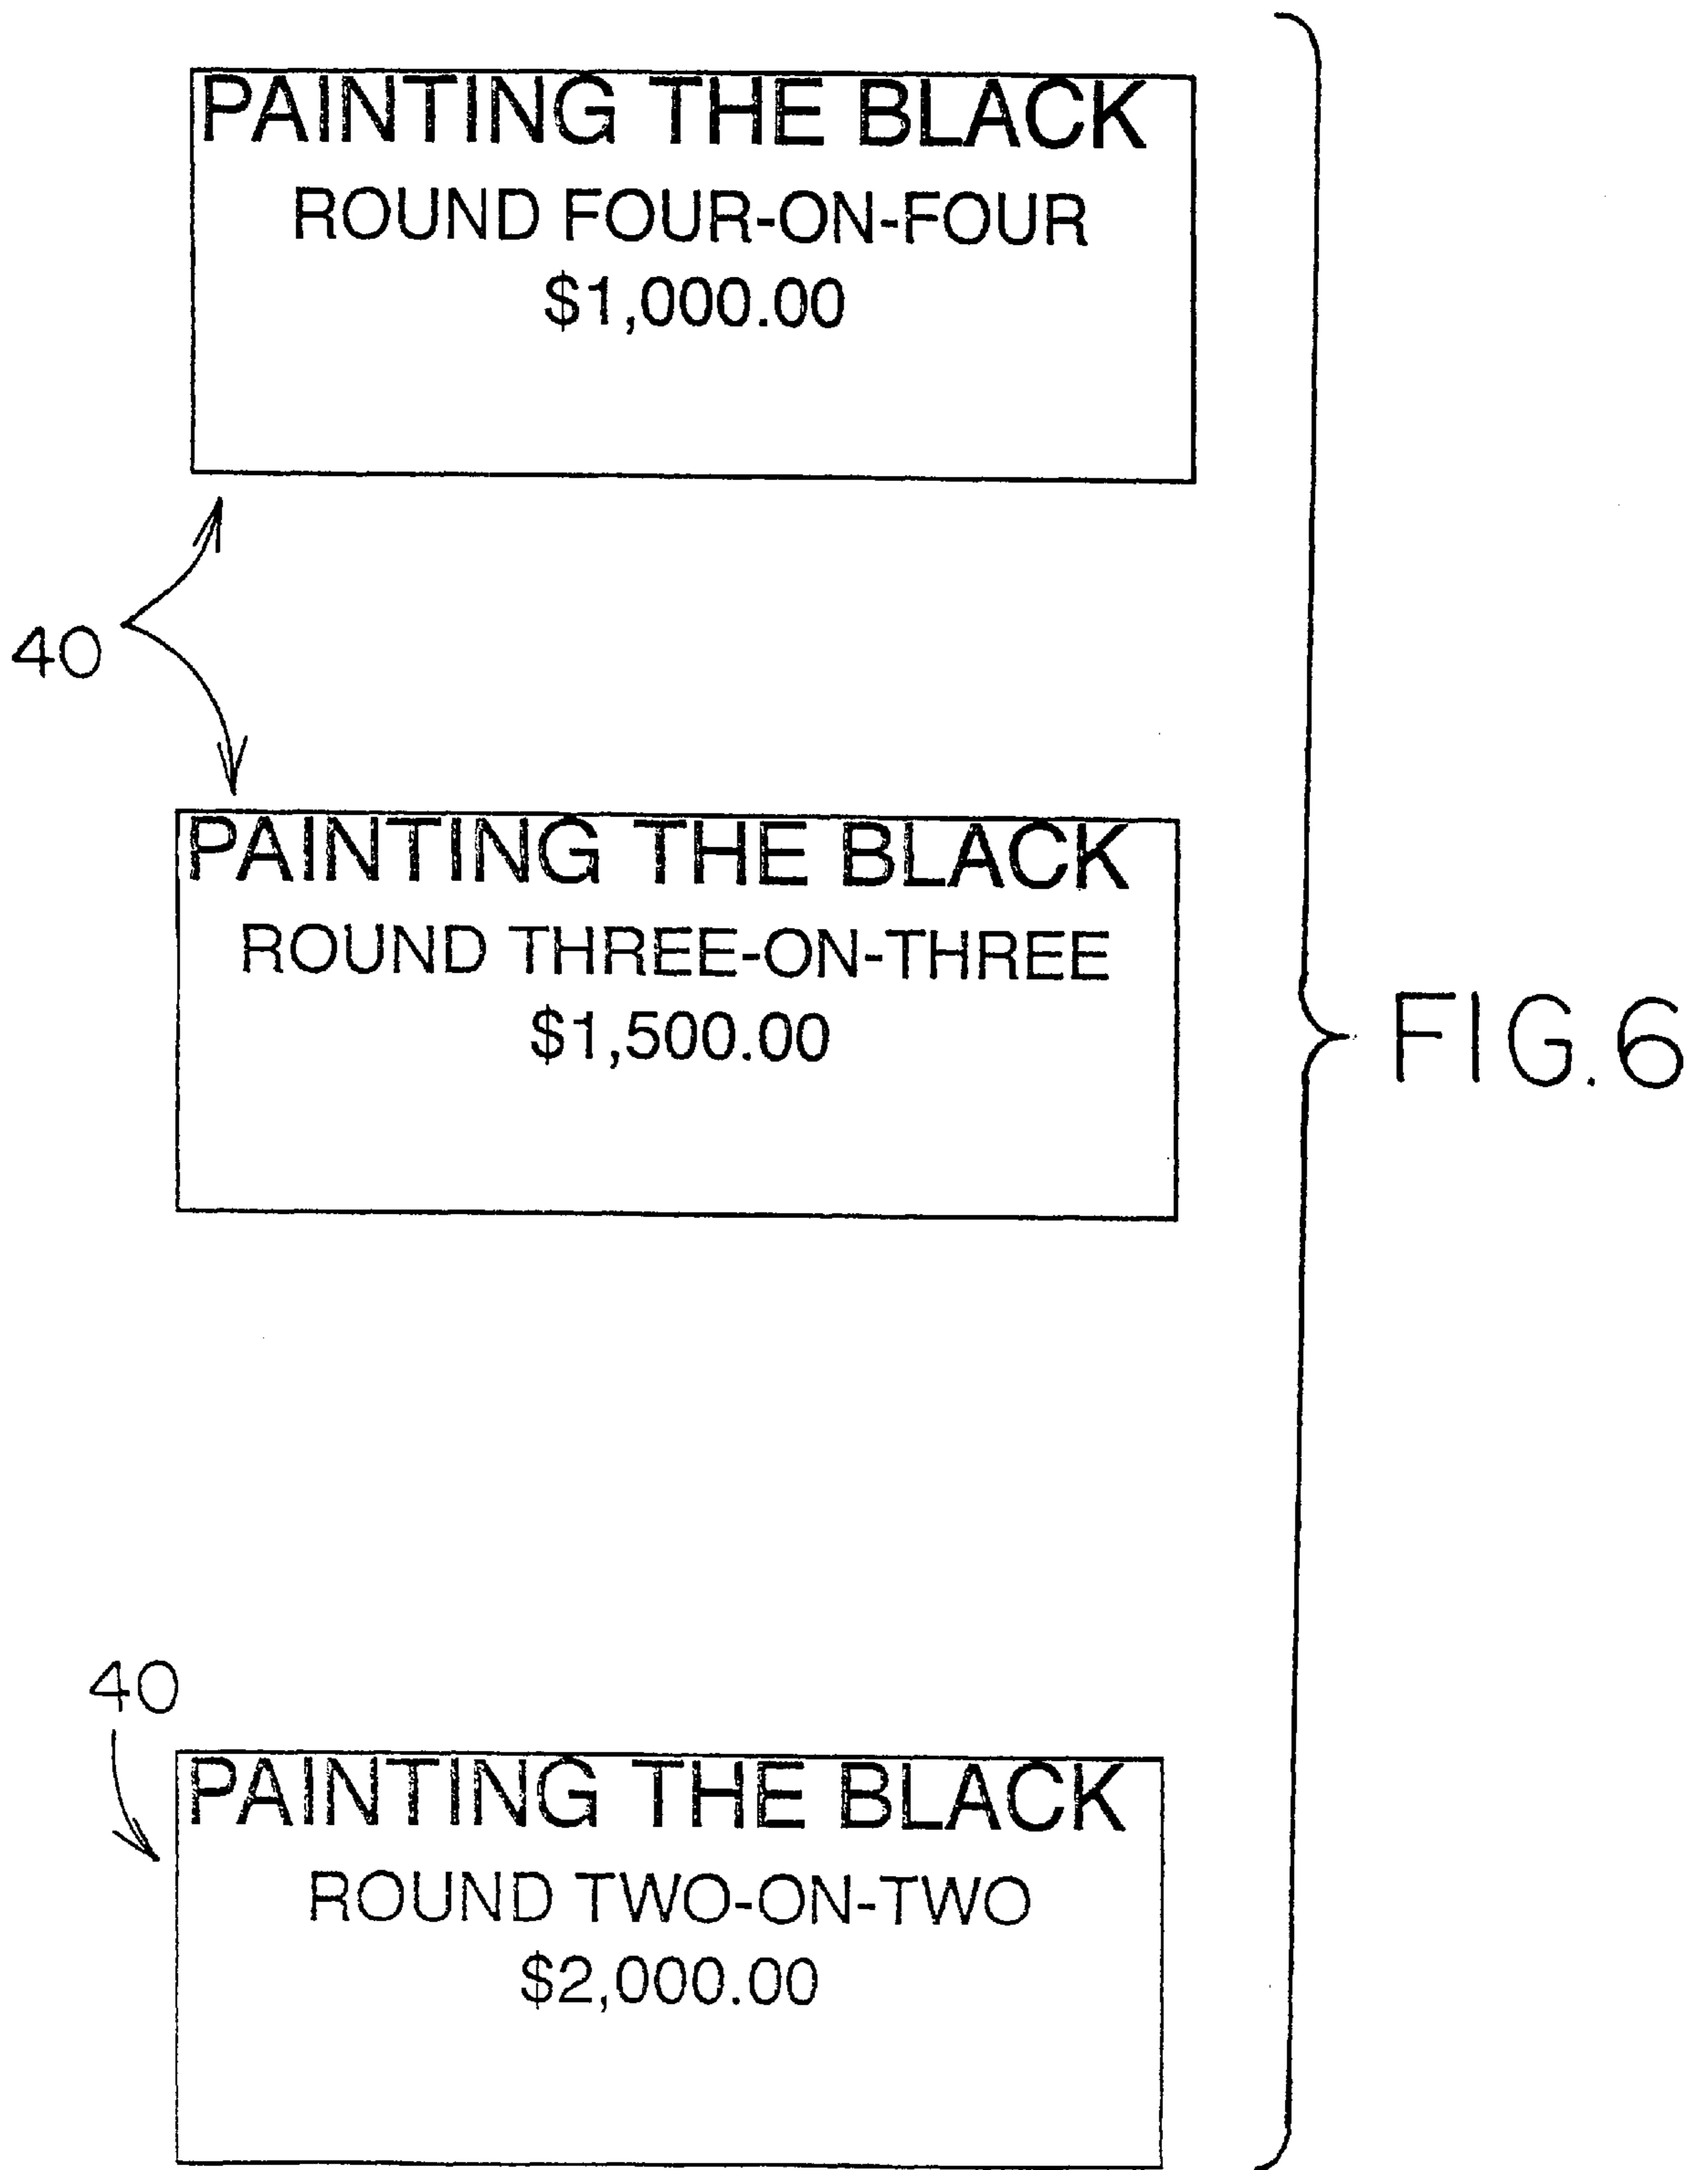 PAINTING THE BLACK
ROUND FOUR-ON-FOUR
$1,000.00
40
PAINTING THE BLACK
ROUND THREE-ON-THREE
$1,500.00
FIG.6
40
PAINTING THE BLACK
ROUND TWO-ON-TWO
$2,000.00